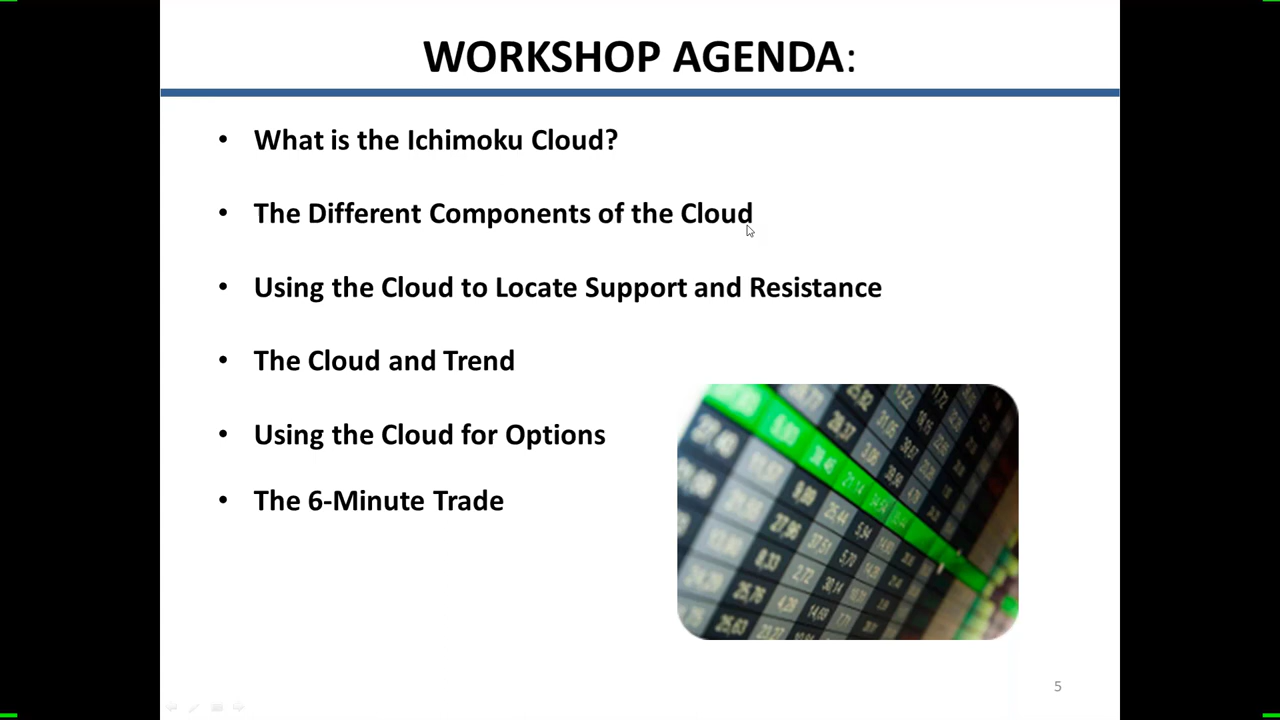 WORKSHOP AGENDA:
• What is the Ichimoku Cloud?
• The Different Components of the Cloud
• Using the Cloud to Locate Support and Resistance
• The Cloud and Trend
• Using the Cloud for Options
• The 6-Minute Trade
5